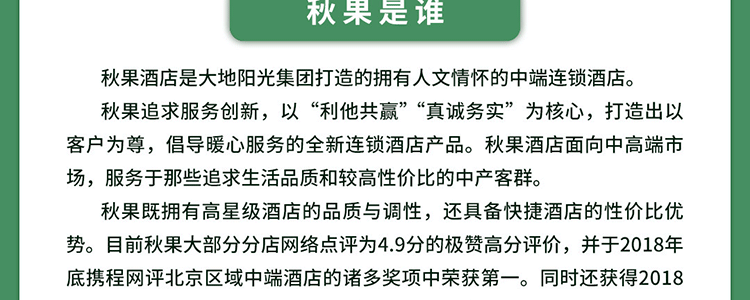 秋果是谁
秋果酒店是大地阳光集团打造的拥有人文情怀的中端连锁酒店。
秋果追求服务创新，以“利他共赢”“真诚务实”为核心，打造出以
客户为尊，倡导暖心服务的全新连锁酒店产品。秋果酒店面向中高端市
场，服务于那些追求生活品质和较高性价比的中产客群。
秋果既拥有高星级酒店的品质与调性，还具备快捷酒店的性价比优
势。目前秋果大部分分店网络点评为4.9分的极赞高分评价，并于2018年
底携程网评北京区域中端酒店的诸多奖项中荣获第一。同时还获得2018